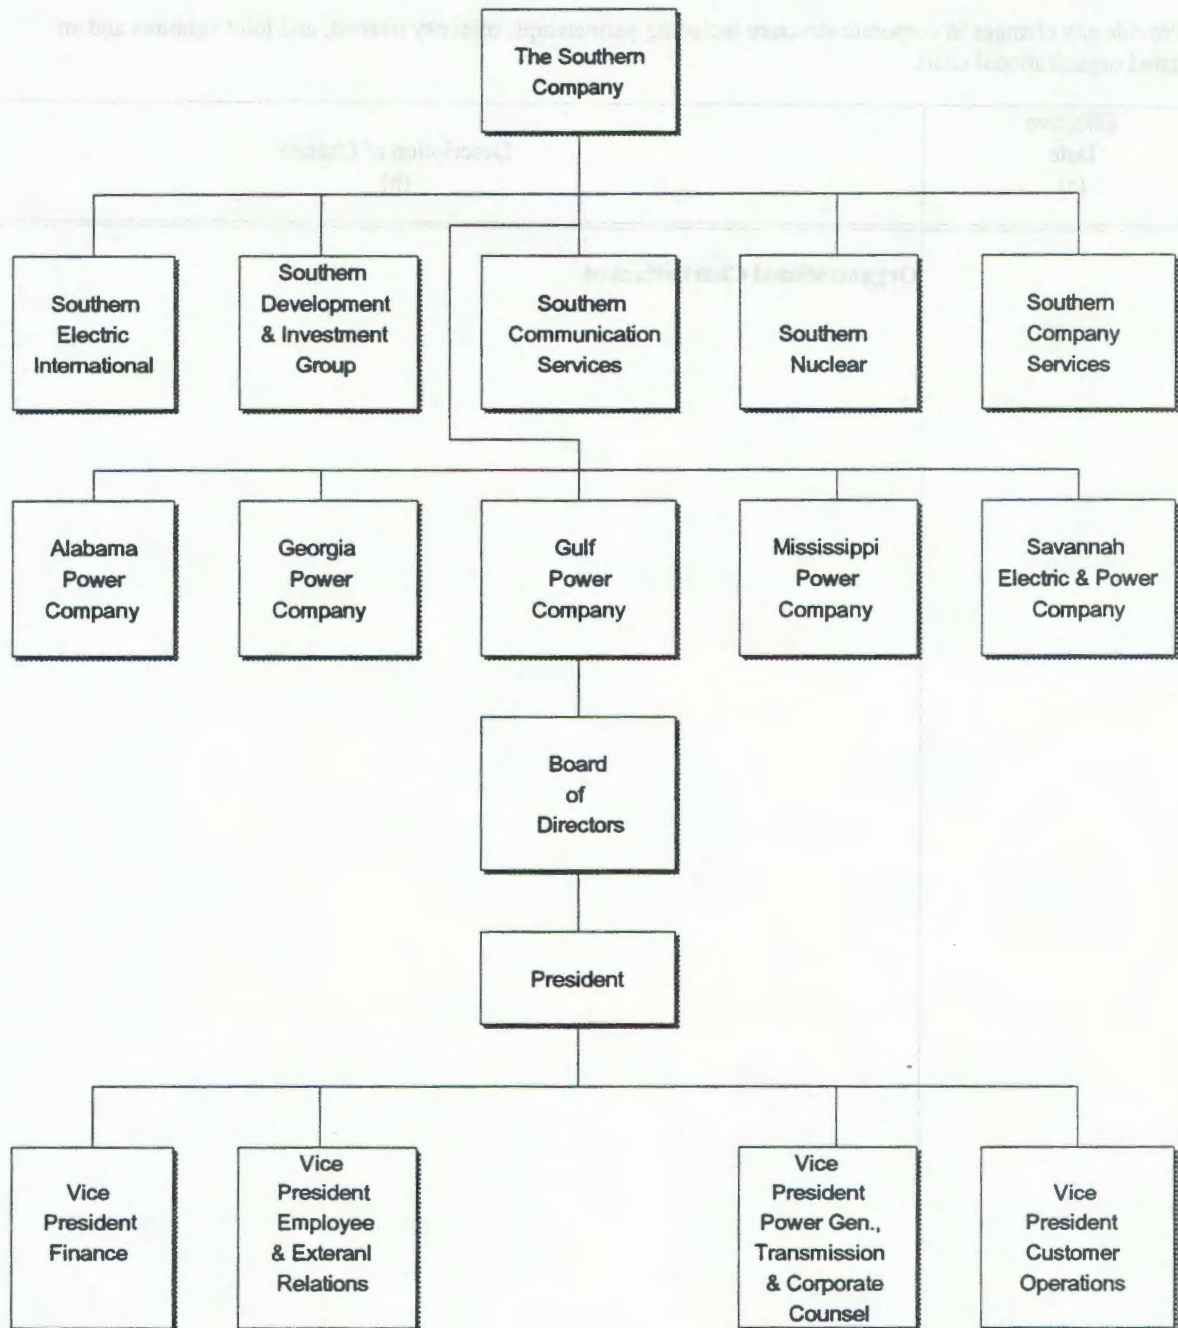 The Southern
Company
Southern
Electric
International
Southern
Development
& Investment
Group
Southern
Communication
Services
Southern
Nuclear
Southern
Company
Services
Alabama
Power
Company
Georgia
Power
Company
Gulf
Power
Company
Mississippi
Power
Company
Savannah
Electric & Power
Company
Board
of
Directors
President
Vice
President
Finance
Vice
President
Employee
& Exteranl
Relations
Vice
President
Power Gen.,
Transmission
& Corporate
Counsel
Vice
President
Customer
Operations